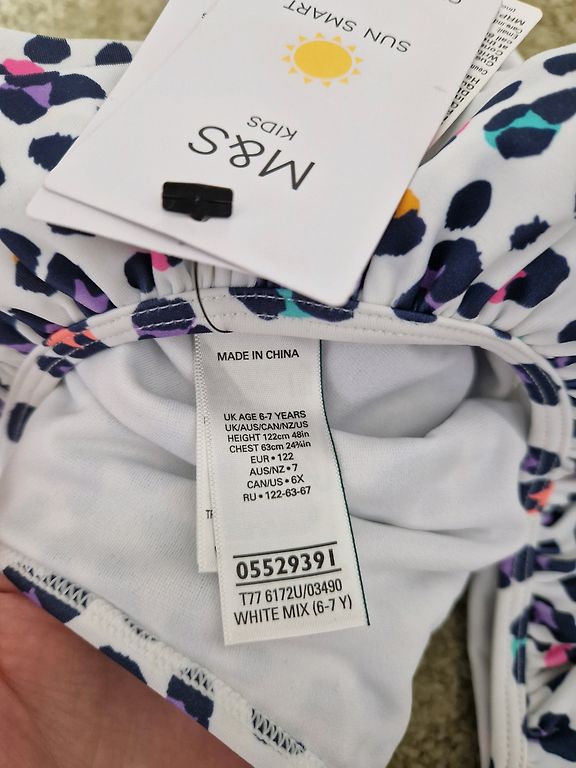 SUN SMART
M&S
KIDS
MADE IN CHINA
UK AGE 6-7 YEARS
UK/AUS/CAN/NZ/US
HEIGHT 122cm 48in
CHEST 63cm 24¾in
EUR • 122
AUS/NZ • 7
CAN/US • 6X
RU • 122-63-67
05529391
T77 6172U/03490
WHITE MIX (6-7 Y)